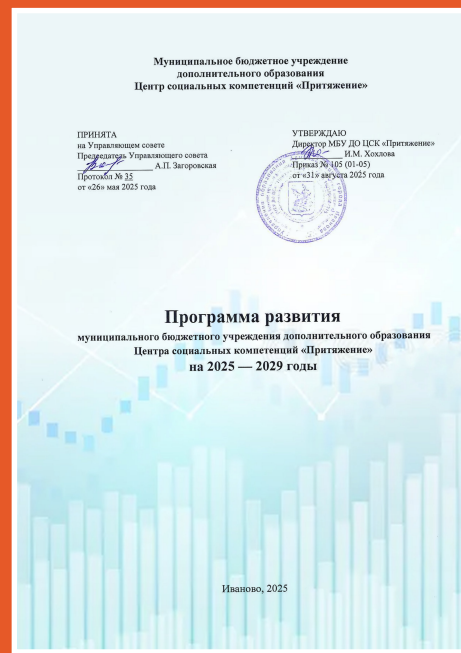 Муниципальное бюджетное учреждение
дополнительного образования
Центр социальных компетенций «Притяжение»
ПРИНЯТА
на Управляющем совете
Председатель Управляющего совета
А.П. Загоровская
Протокол № 35
от «26» мая 2025 года
УТВЕРЖДАЮ
Директор МБУ ДО ЦСК «Притяжение»
И.М. Хохлова
Приказ № 105 (01-05)
от «31» августа 2025 года
Программа развития
муниципального бюджетного учреждения дополнительного образования
Центра социальных компетенций «Притяжение»
на 2025 — 2029 годы
Иваново, 2025